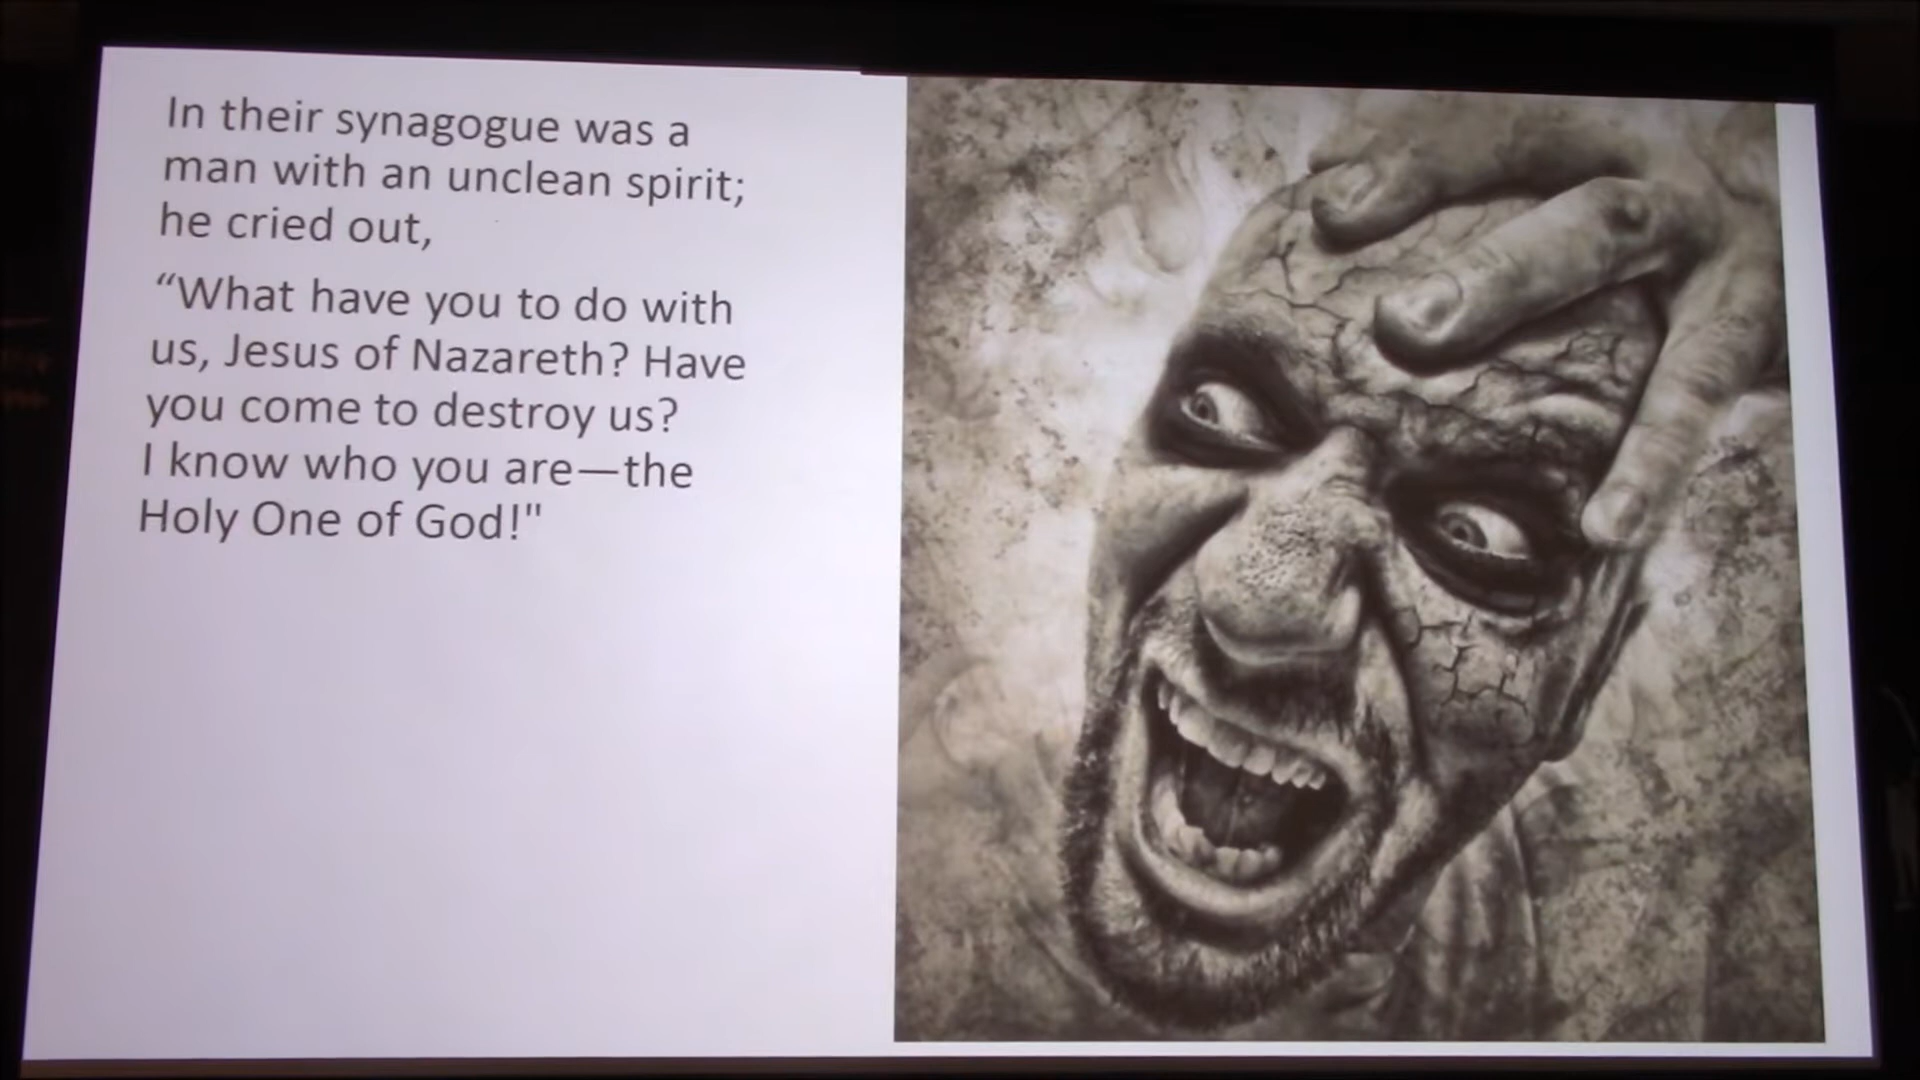 In their synagogue was a
man with an unclean spirit;
he cried out,
“What have you to do with
us, Jesus of Nazareth? Have
you come to destroy us?
I know who you are—the
Holy One of God!"